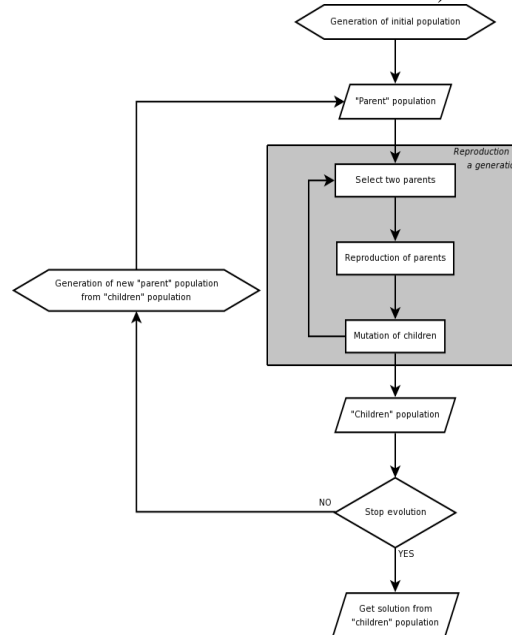 Generation of initial population
"Parent" population
Reproduction
a generatio
Select two parents
Reproduction of parents
Generation of new "parent" population
from "children" population
Mutation of children
"Children" population
NO
Stop evolution
YES
Get solution from
"children" population